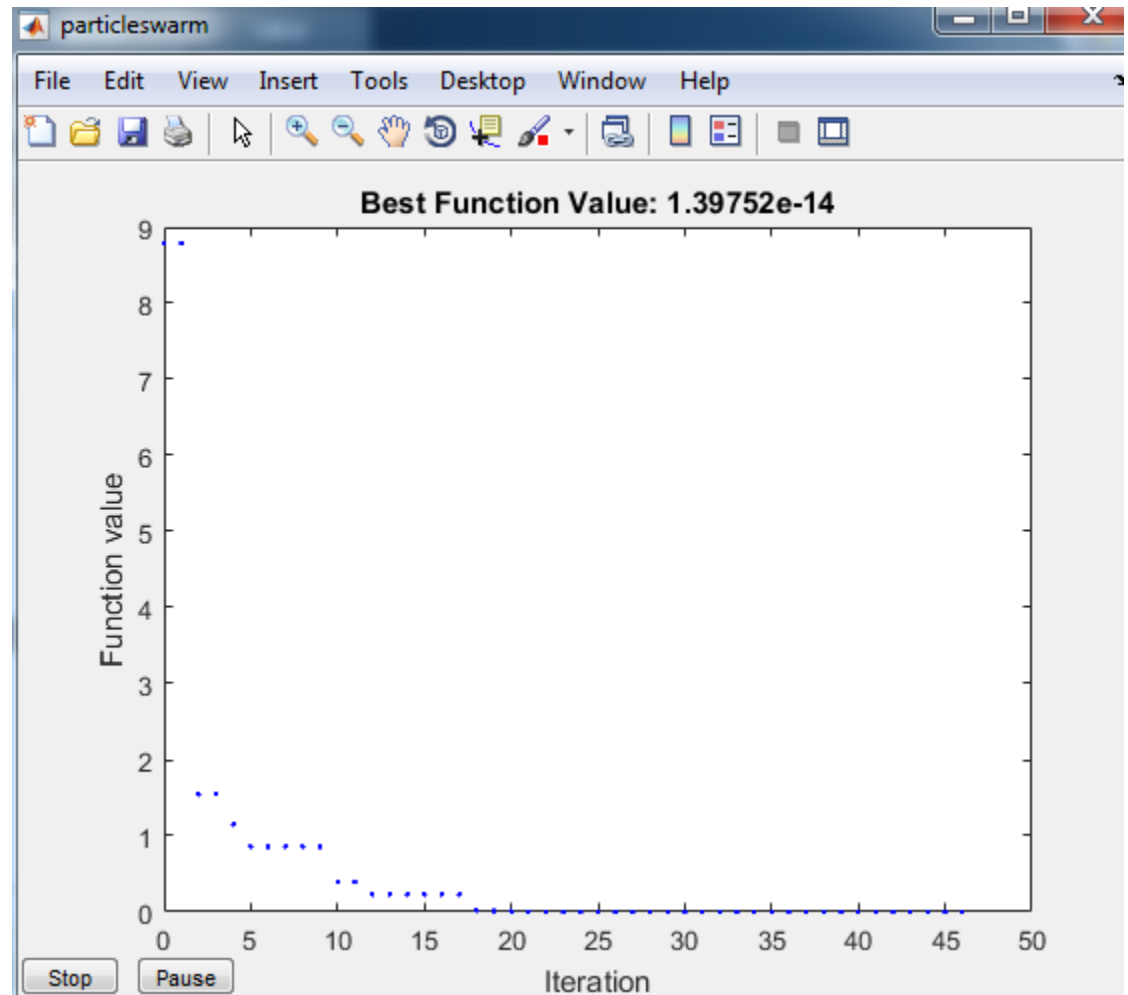 particleswarm
File Edit View Insert Tools Desktop Window Help
Best Function Value: 1.39752e-14
9
8
7
6
5
4
3
2
1
0
Function value
0 5 10 15 20 25 30 35 40 45 50
Iteration
Stop Pause